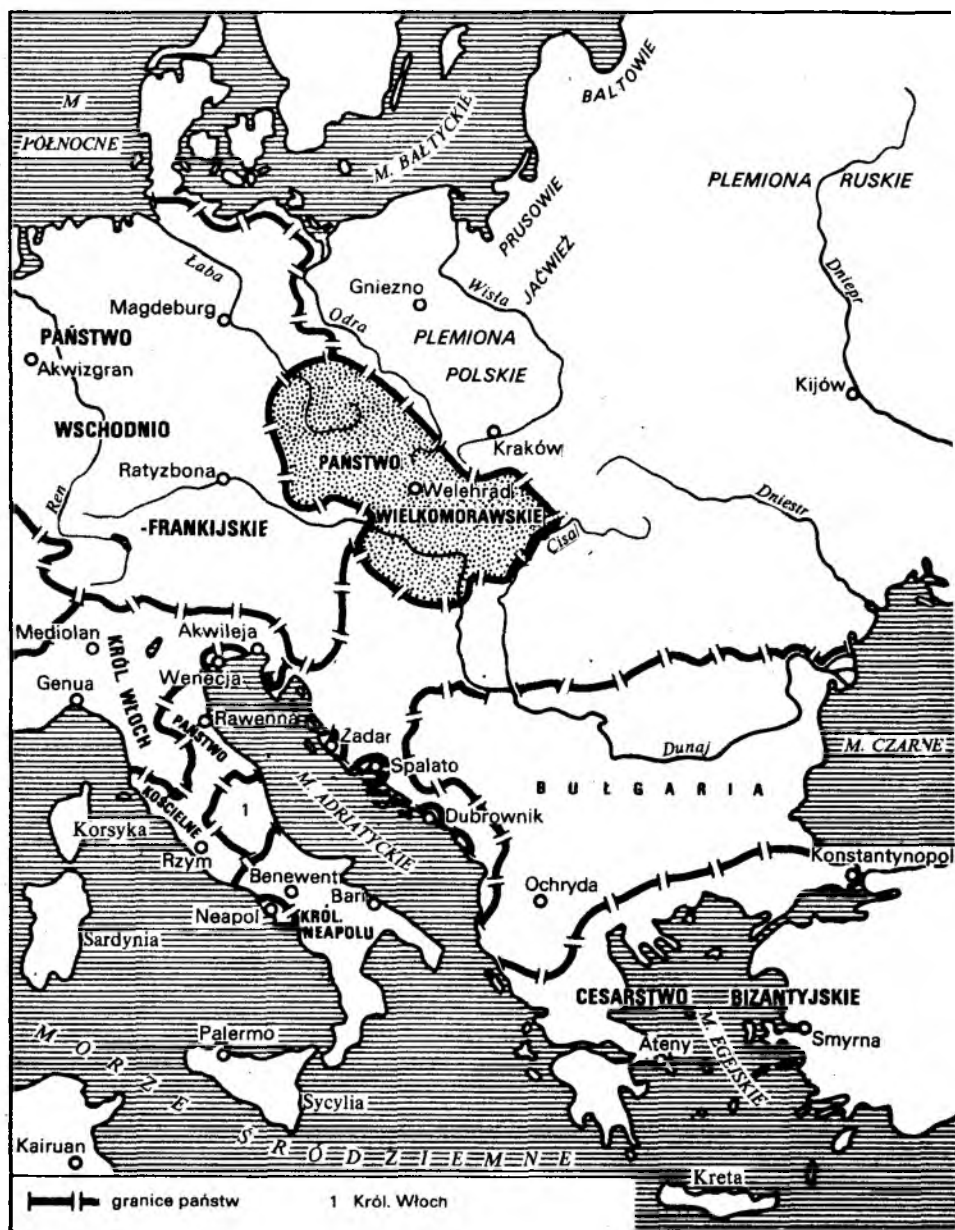 BALTOWIE
M
PÓŁNOCNE
M. BAŁTYCKIE
PLEMIONA RUSKIE
PRUSOWIE
JAĆWIEŻ
Łaba
Gniezno
Wisła
Dniepr
Magdeburg
Odra
PLEMIONA
POLSKIE
PAŃSTWO
Akwizgran
Kijów
WSCHODNIO
Kraków
PAŃSTWO
Ratyzbona
Welehrad
WIELKOMORAWSKIE
Dniestr
Ren
-FRANKIJSKIE
Cisa
Mediolan
Akwileja
KRÓL WŁOCH
Wenecja
Genua
Rawenna
PAŃSTWO
Zadar
Dunaj
M. CZARNE
Spalato
M. ADRIATYCKIE
BUŁGARIA
KOŚCIELNE
1
Dubrownik
Korsyka
Rzym
Konstantynopol
Benewent
Bari
Ochryda
Neapol
KRÓL.
NEAPOLU
Sardynia
CESARSTWO BIZANTYJSKIE
Palermo
M. EGEJSKIE
Smyrna
Ateny
Sycylia
MORZE
ŚRÓDZIEMNE
Kairuan
Kreta
granice państw
1 Król. Włoch